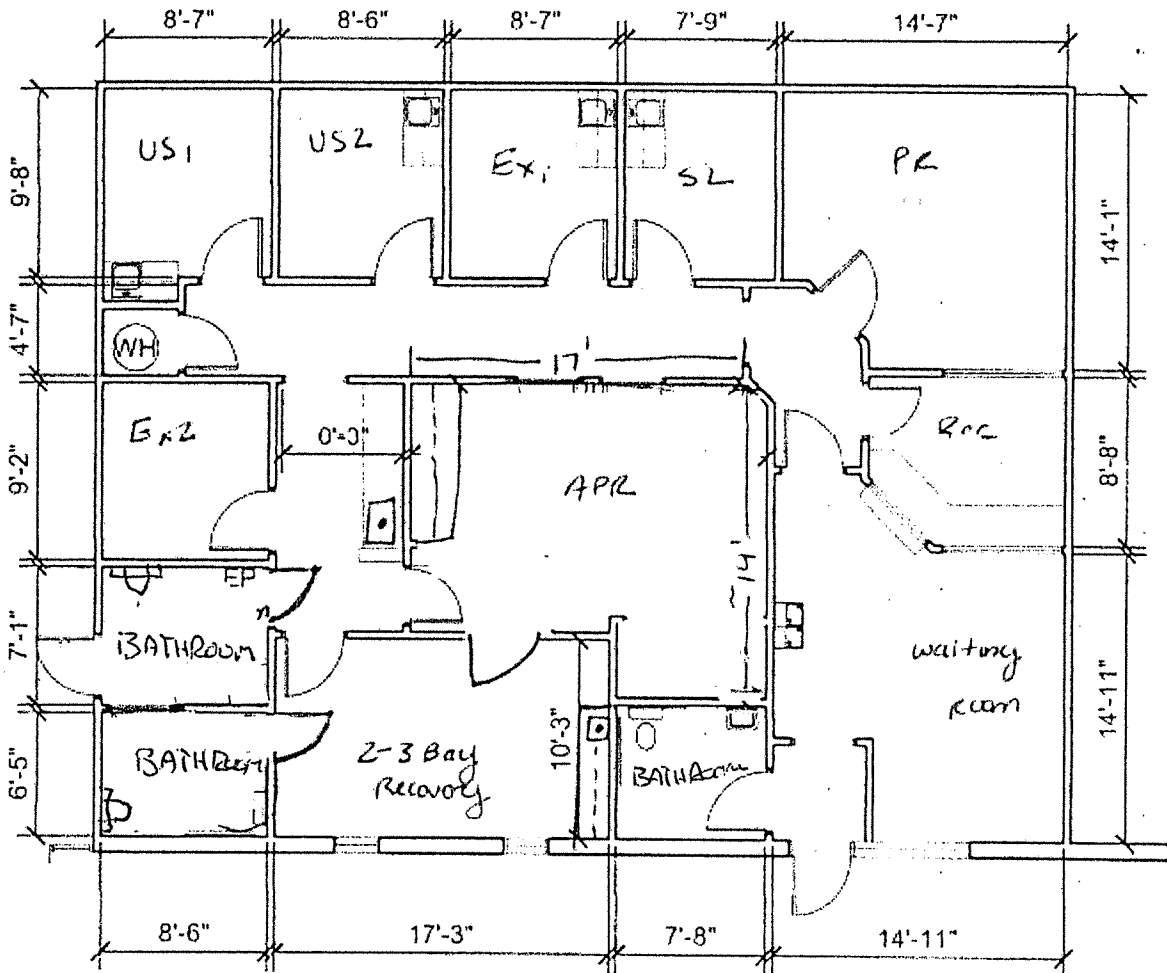 8'-7" 8'-6" 8'-7" 7'-9" 14'-7"
US1 US2 Ex1 S2 PR
9'-8"
14'-1"
4'-7"
WH
17'
Ex2
0'-0"
Rec
9'-2"
8'-8"
APR
14'
EP
7'-1"
BATHROOM
waiting
room
14'-11"
6'-5"
BATHROOM
2-3 Bay
Recovery
10'-3"
BATHROOM
8'-6" 17'-3" 7'-8" 14'-11"